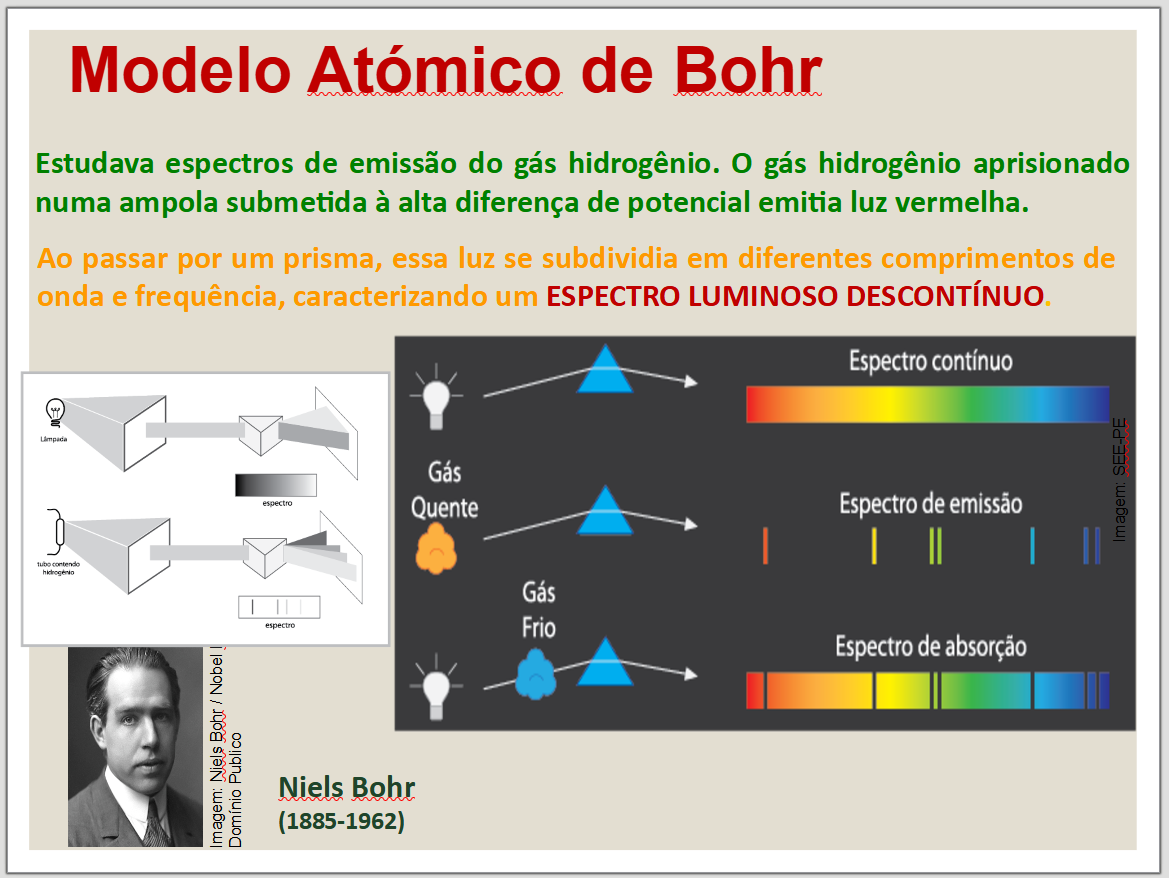 Modelo Atómico de Bohr
Estudava espectros de emissão do gás hidrogênio. O gás hidrogênio aprisionado
numa ampola submetida à alta diferença de potencial emitia luz vermelha.
Ao passar por um prisma, essa luz se subdividia em diferentes comprimentos de
onda e frequência, caracterizando um ESPECTRO LUMINOSO DESCONTÍNUO.
Lâmpada
espectro
tubo contendo
hidrogênio
espectro
Espectro contínuo
Gás
Quente
Espectro de emissão
Gás
Frio
Espectro de absorção
Imagem: SEE-PE
Imagem: Niels Bohr / Nobel
Domínio Publico
Niels Bohr
(1885-1962)